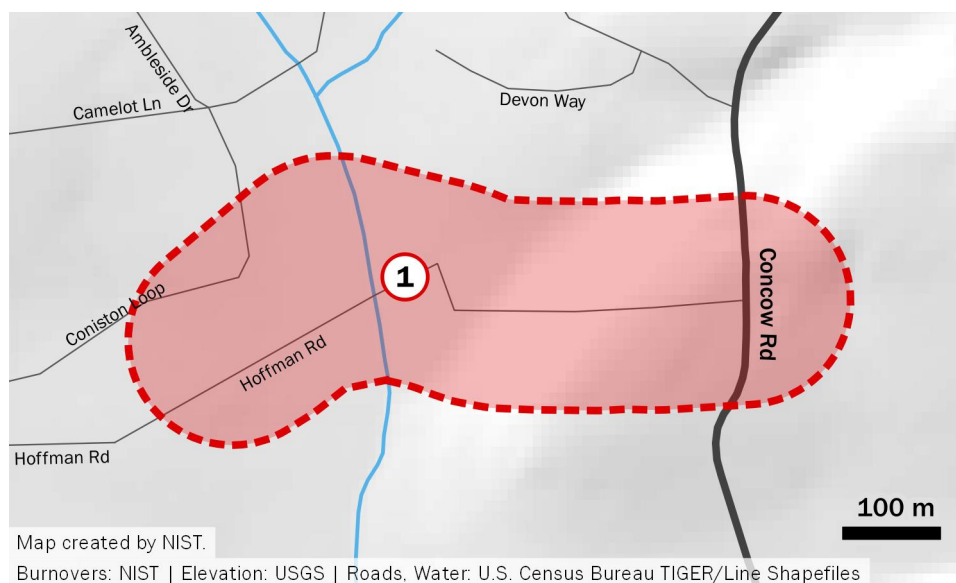 Ambleside Dr
Camelot Ln
Devon Way
1
Concow Rd
Coniston Loop
Hoffman Rd
Hoffman Rd
100 m
Map created by NIST.
Burnovers: NIST | Elevation: USGS | Roads, Water: U.S. Census Bureau TIGER/Line Shapefiles